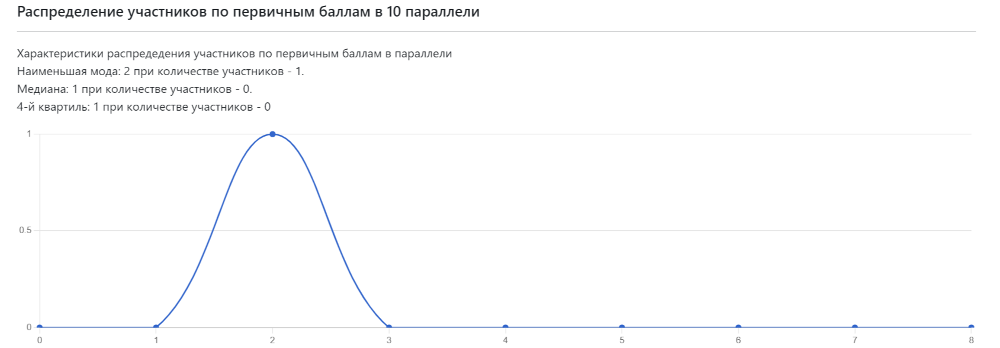 Распределение участников по первичным баллам в 10 параллели
Характеристики распредедения участников по первичным баллам в параллели
Наименьшая мода: 2 при количестве участников - 1.
Медиана: 1 при количестве участников - 0.
4-й квартиль: 1 при количестве участников - 0
1
0.5
0
0 1 2 3 4 5 6 7 8